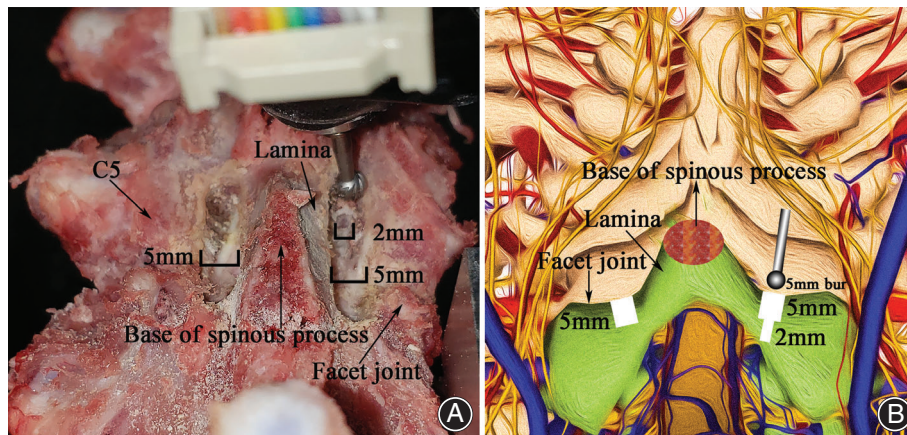 Lamina
C5
2mm
5mm
5mm
Base of spinous process
Facet joint
A
Base of spinous process
Lamina
Facet joint
5mm bur
5mm
5mm
2mm
B